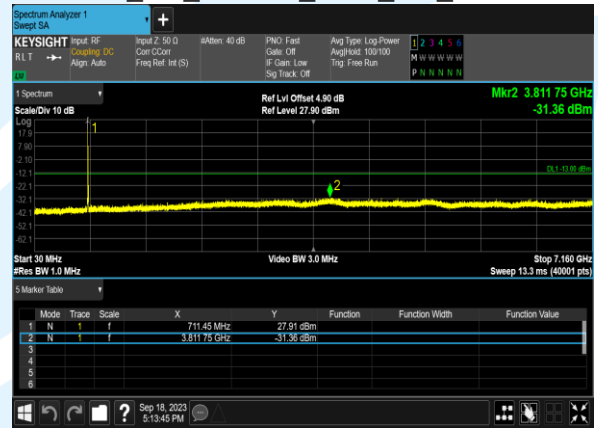 Spectrum Analyzer 1
Swept SA
+
KEYSIGHT Input: RF Input Z: 50 Ω #Atten: 40 dB PNO: Fast Avg Type: Log-Power 1 2 3 4 5 6
RLT Coupling: DC Corr CCorr Gate: Off Avg|Hold: 100/100 M W W W W W
Align: Auto Freq Ref: Int (S) IF Gain: Low Trig: Free Run P N N N N N
Sig Track: Off
LW
1 Spectrum Ref Lvl Offset 4.90 dB Mkr2 3.811 75 GHz
Scale/Div 10 dB Ref Level 27.90 dBm -31.36 dBm
Log
1
17.9
7.90
-2.10
-12.1 DL1 -13.00 dBm
-22.1 2
-32.1
-42.1
-52.1
-62.1
Start 30 MHz Video BW 3.0 MHz Stop 7.160 GHz
#Res BW 1.0 MHz Sweep 13.3 ms (40001 pts)
5 Marker Table
Mode Trace Scale X Y Function Function Width Function Value
1 N 1 f 711.45 MHz 27.91 dBm
2 N 1 f 3.811 75 GHz -31.36 dBm
3
4
5
6
? Sep 18, 2023
5:13:45 PM